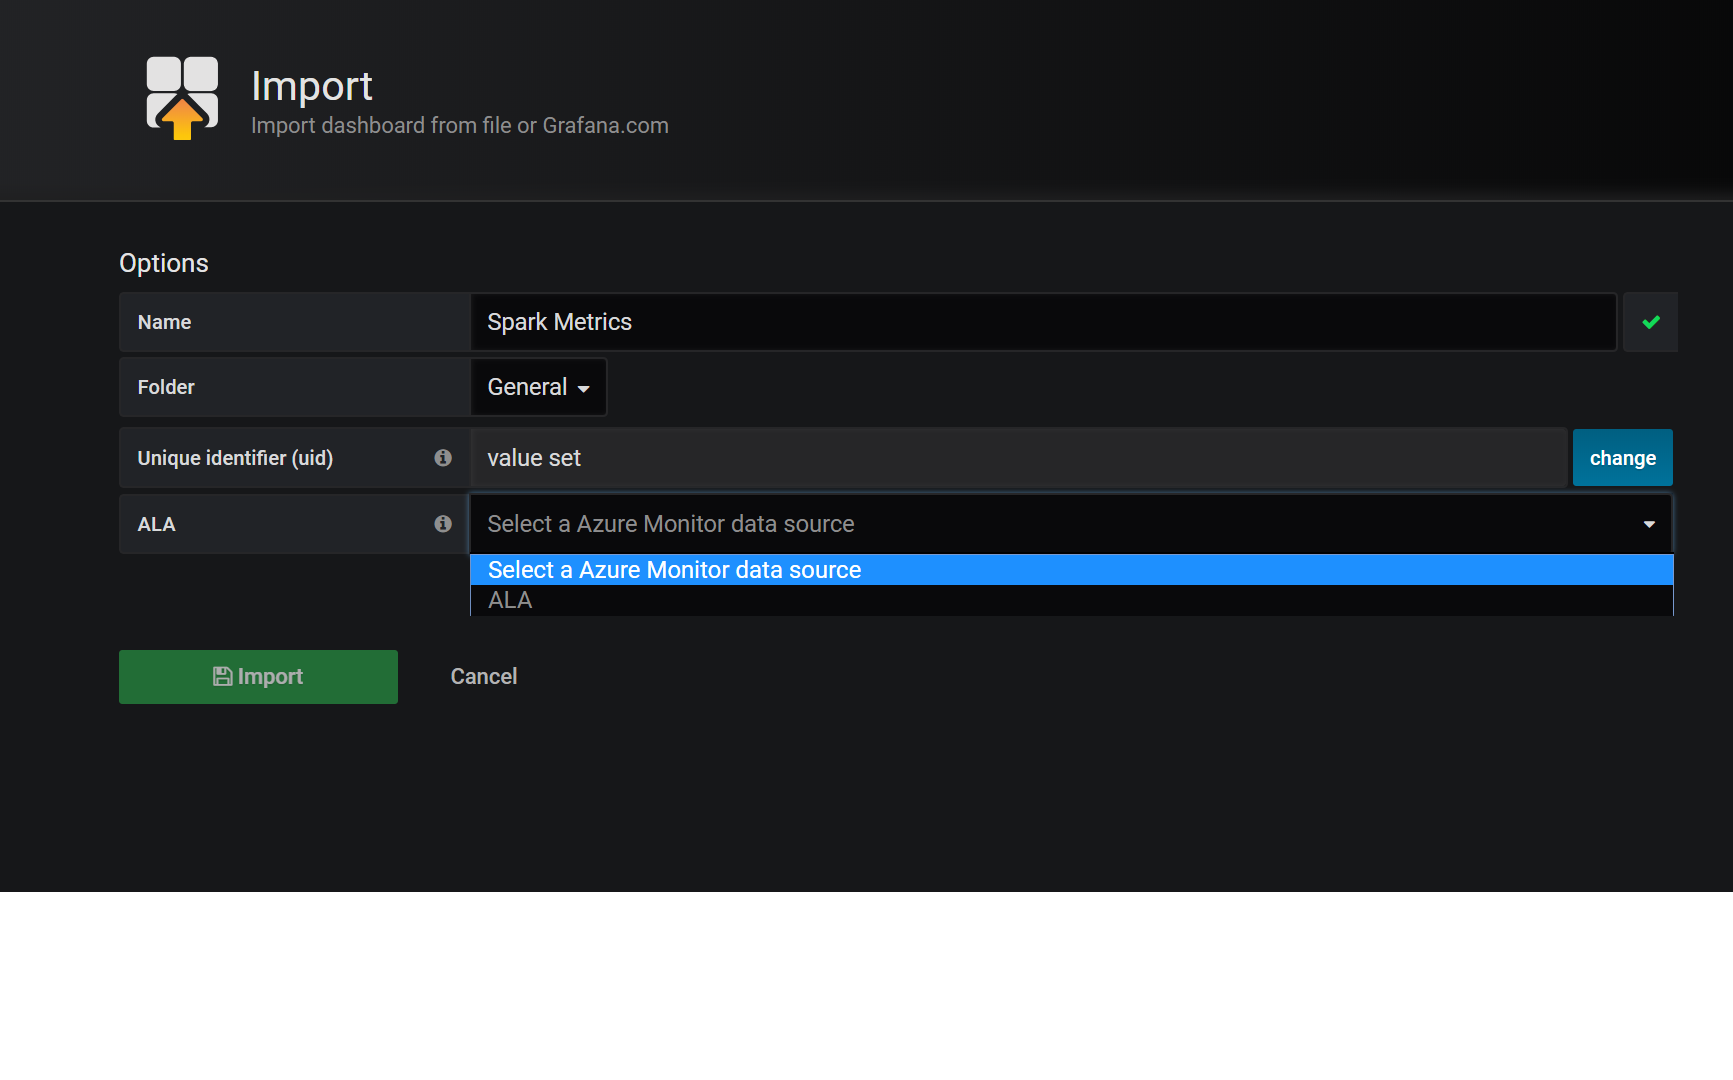 Import
Import dashboard from file or Grafana.com
Options
Name
Spark Metrics
Folder
General
Unique identifier (uid)
value set
change
ALA
Select a Azure Monitor data source
Select a Azure Monitor data source
ALA
Import
Cancel